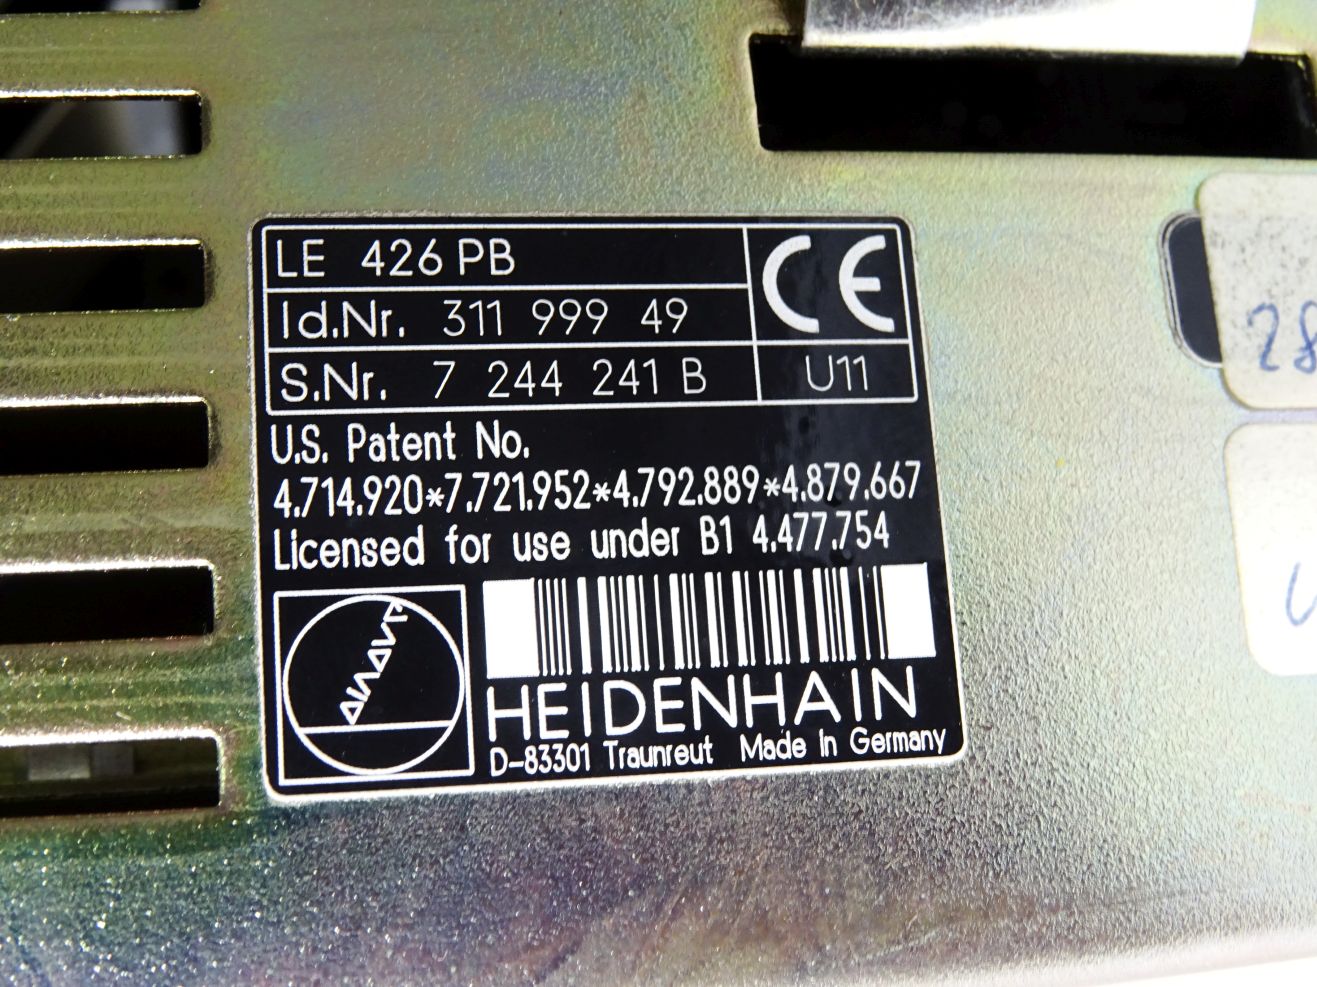 LE 426 PB
CE
Id.Nr. 311 999 49
S.Nr. 7 244 241 B
U11
U.S. Patent No.
4.714.920*7.721.952*4.792.889*4.879.667
Licensed for use under B1 4.477.754
HEIDENHAIN
D-83301 Traunreut Made in Germany
28